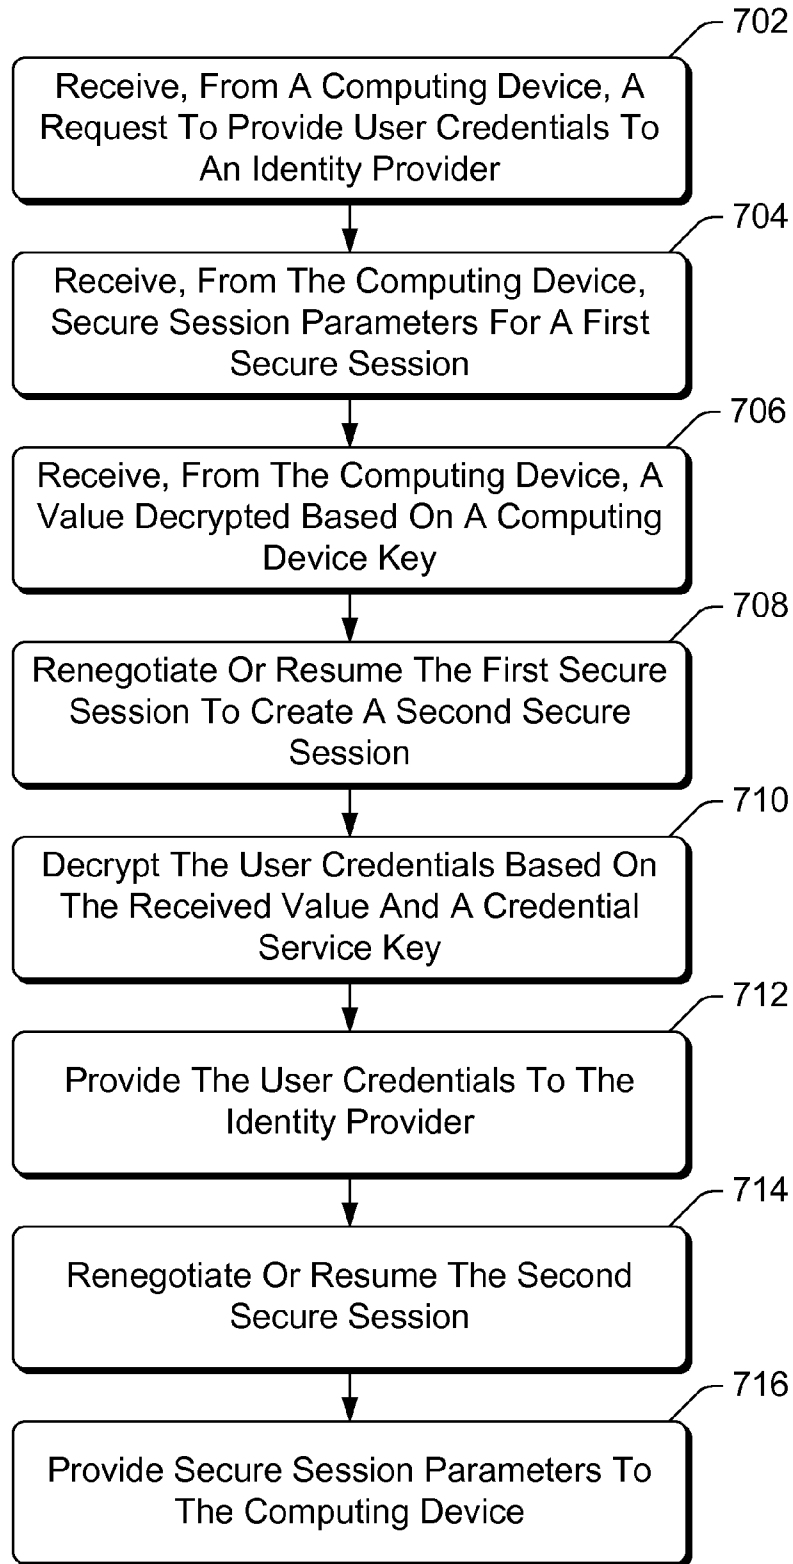 702
Receive, From A Computing Device, A
Request To Provide User Credentials To
An Identity Provider
704
Receive, From The Computing Device,
Secure Session Parameters For A First
Secure Session
706
Receive, From The Computing Device, A
Value Decrypted Based On A Computing
Device Key
708
Renegotiate Or Resume The First Secure
Session To Create A Second Secure
Session
710
Decrypt The User Credentials Based On
The Received Value And A Credential
Service Key
712
Provide The User Credentials To The
Identity Provider
714
Renegotiate Or Resume The Second
Secure Session
716
Provide Secure Session Parameters To
The Computing Device